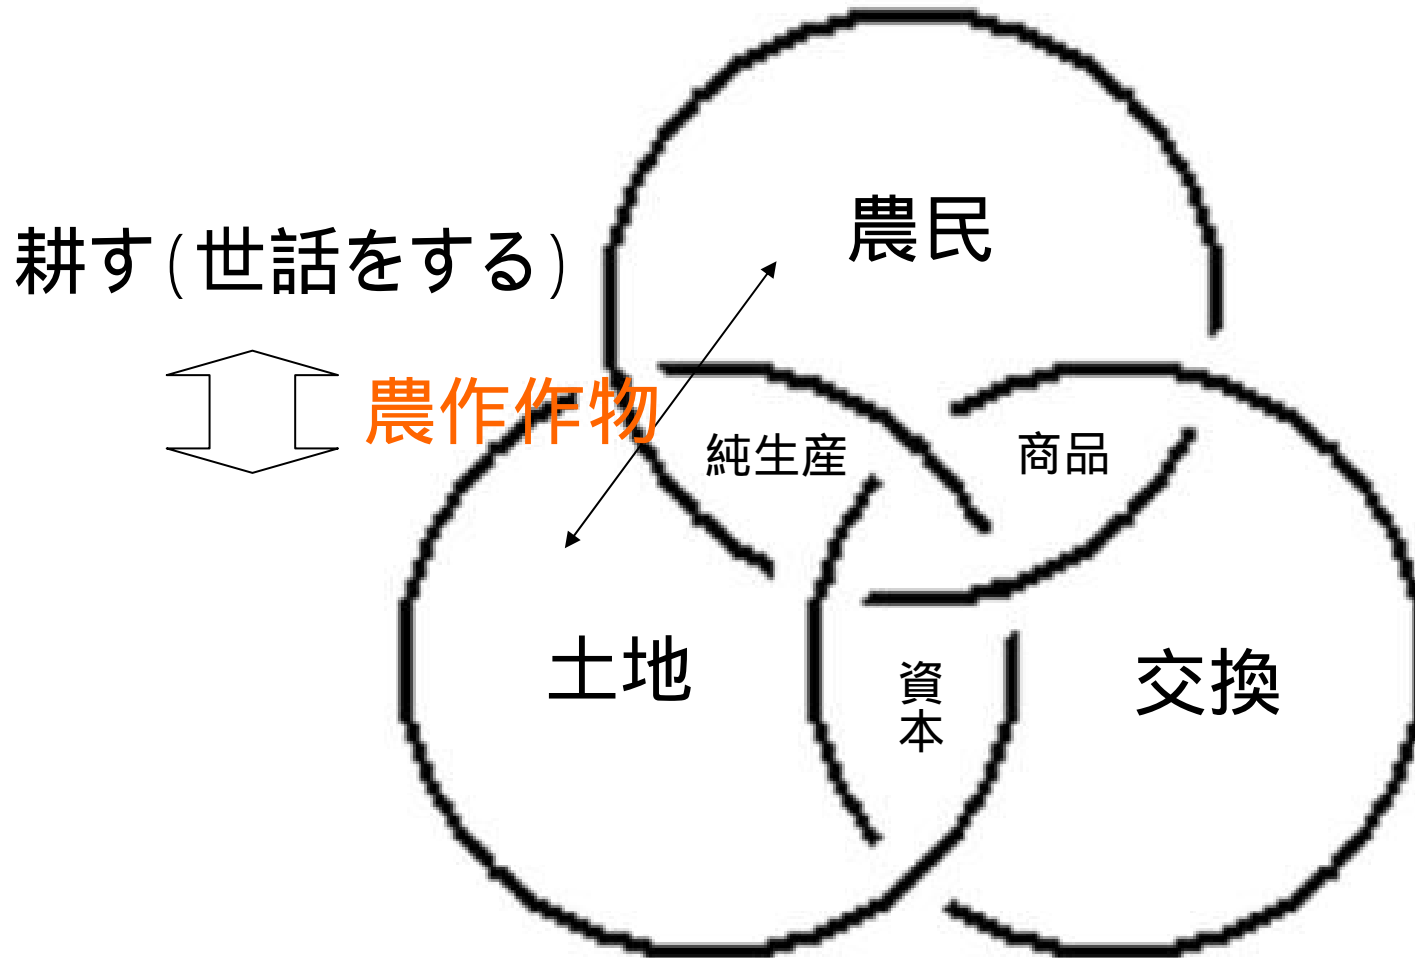 農民
耕す(世話をする)
農作作物
純生産
商品
土地
資
本
交換